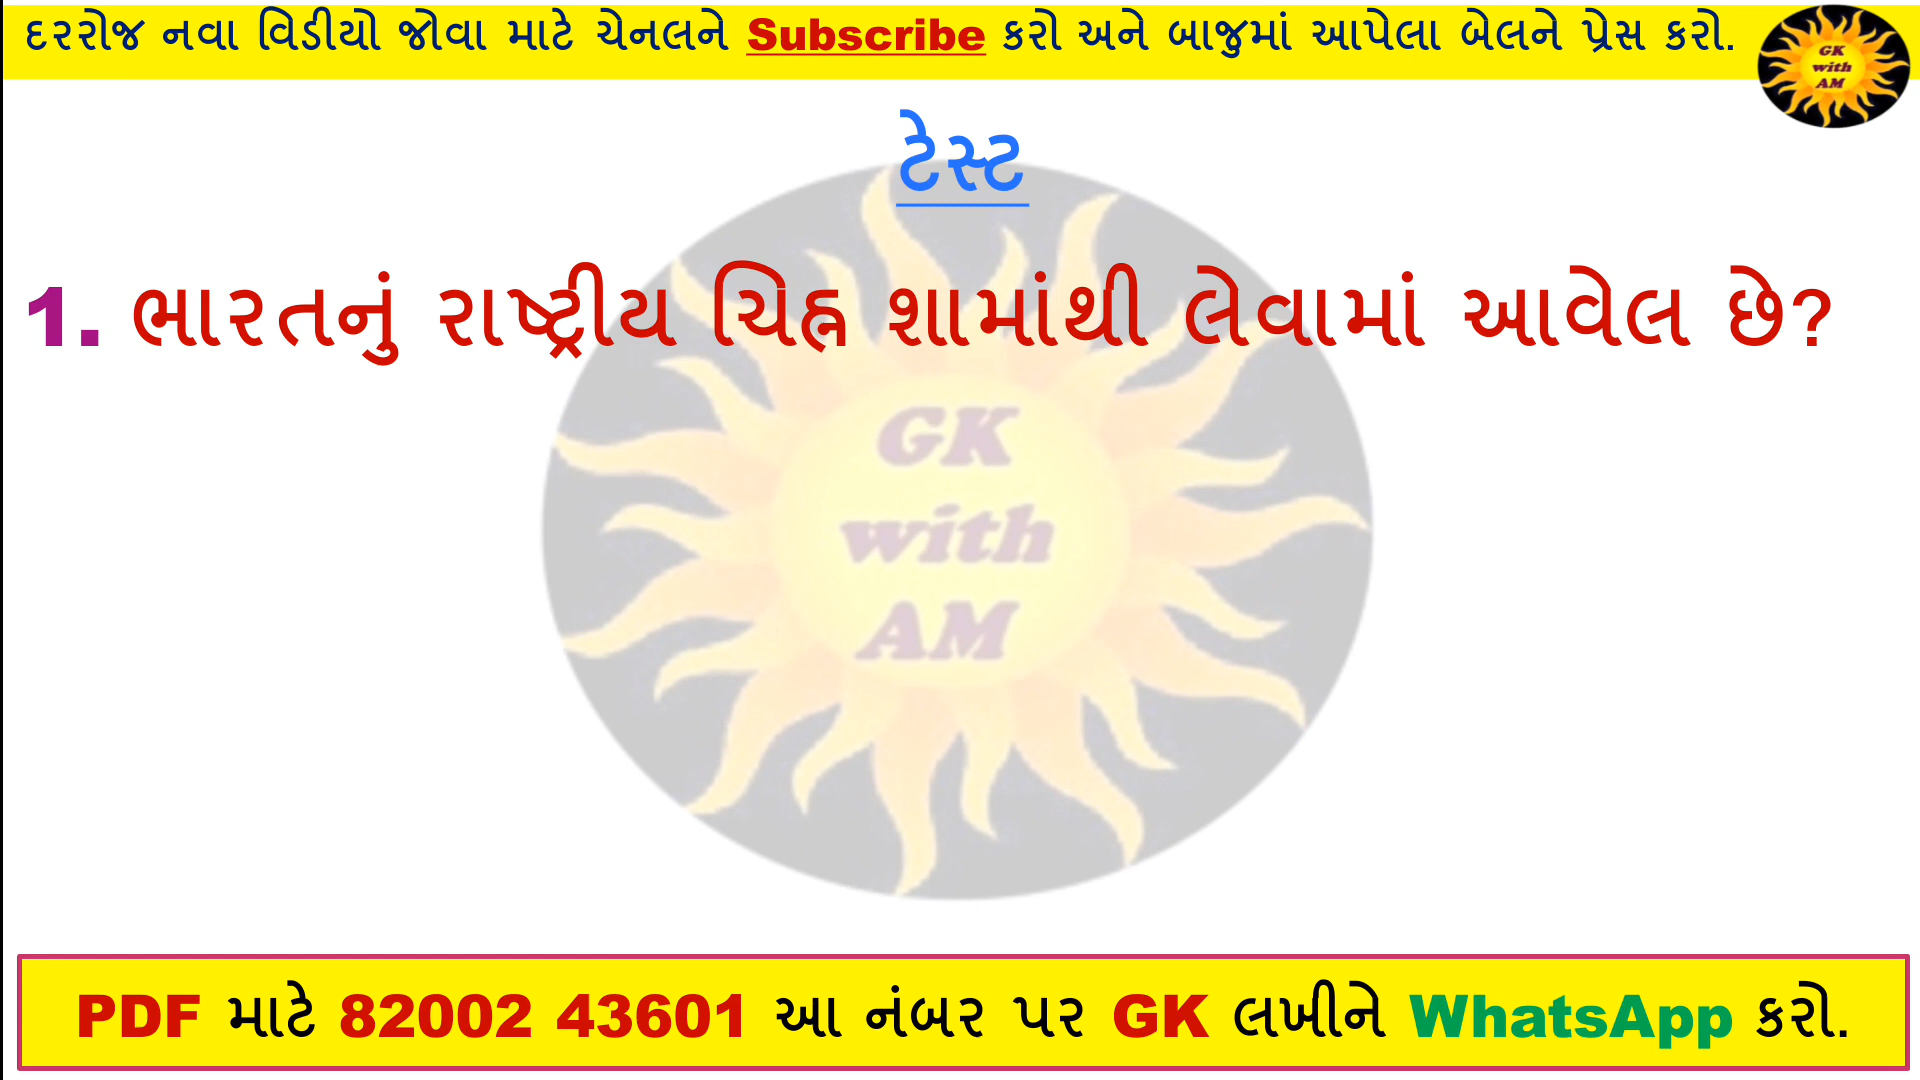 દરરોજ નવા વિડીયો જોવા માટે ચેનલને Subscribe કરો અને બાજુમાં આપેલા બેલને પ્રેસ કરો.
GK
with
AM
ટેસ્ટ
1. ભારતનું રાષ્ટ્રીય ચિહ્ન શામાંથી લેવામાં આવેલ છે?
GK
with
AM
PDF માટે 82002 43601 આ નંબર પર GK લખીને WhatsApp કરો.